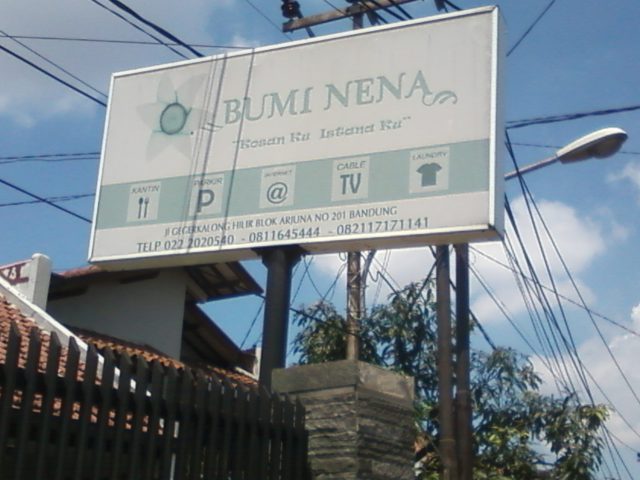 BUMI NENA
"Kosan Ku Istana Ku"
KANTIN PARKIR INTERNET CABLE LAUNDRY
P @ TV
Jl GEGERKALONG HILIR BLOK ARJUNA NO 201 BANDUNG
TELP. 022 2020540 - 0811645444 - 082117171141